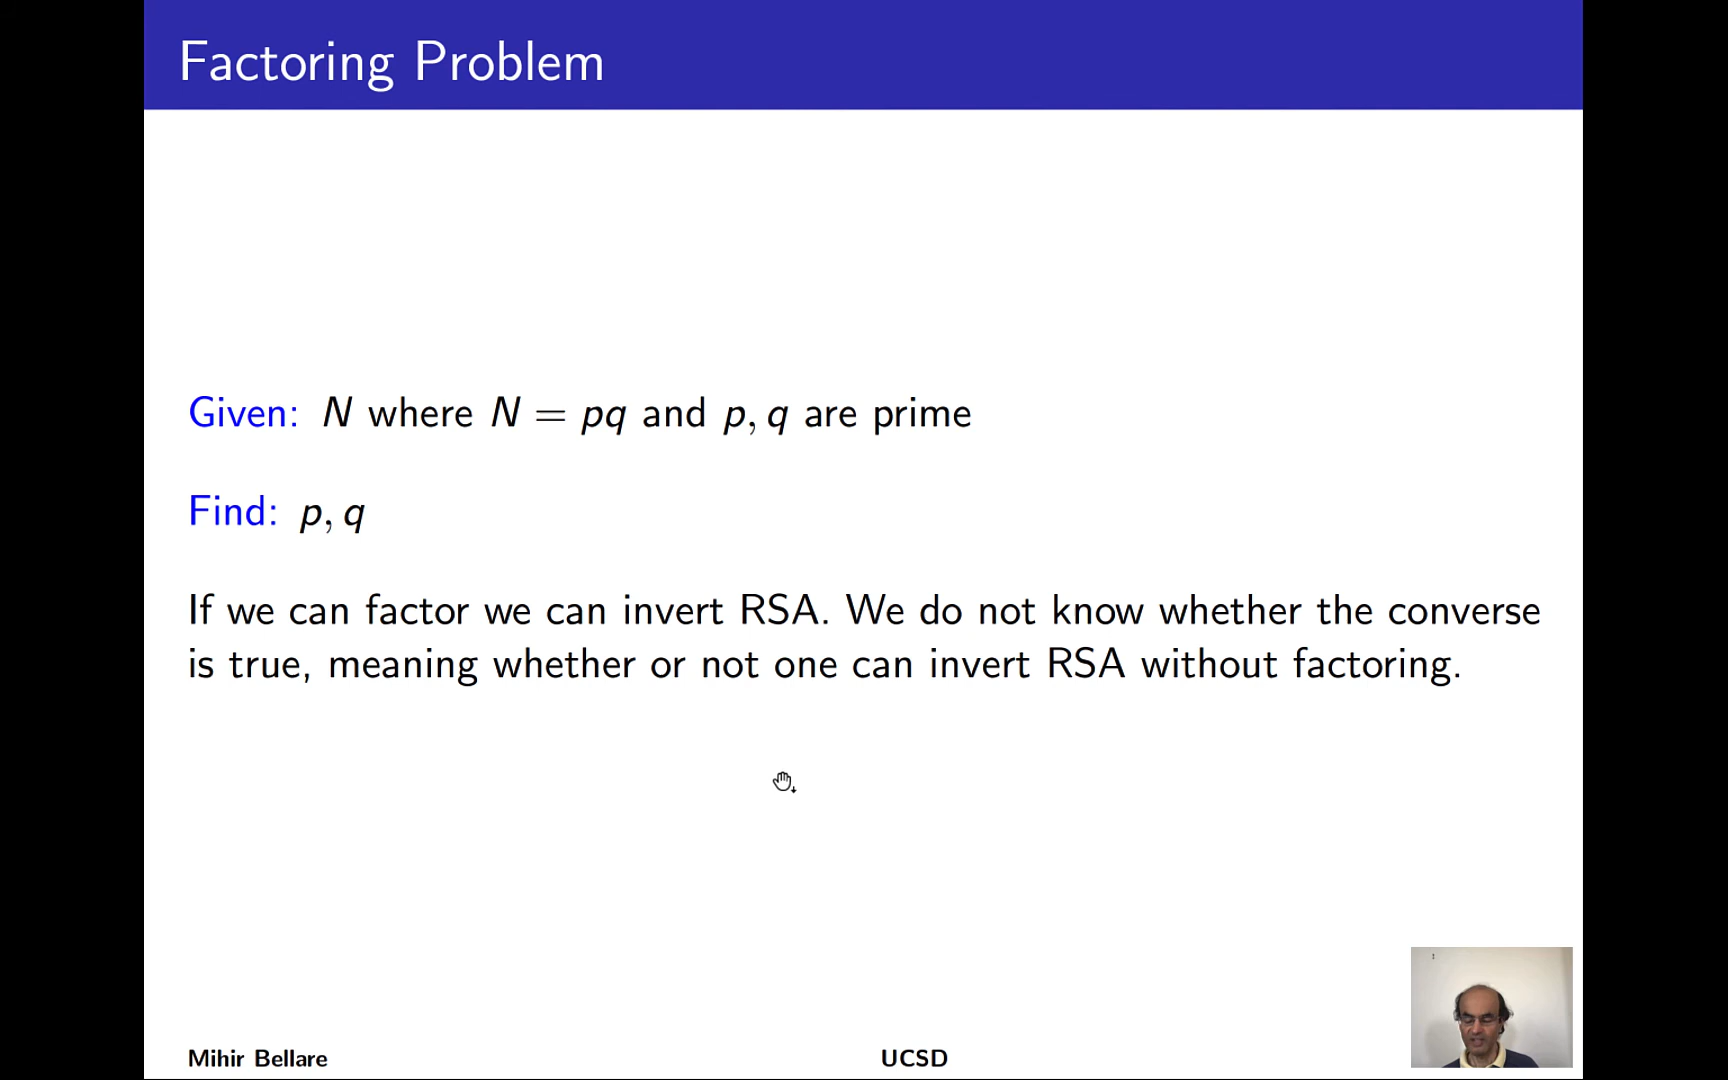 Factoring Problem
Given: N where N = pq and p, q are prime
Find: p, q
If we can factor we can invert RSA. We do not know whether the converse
is true, meaning whether or not one can invert RSA without factoring.
Mihir Bellare
UCSD